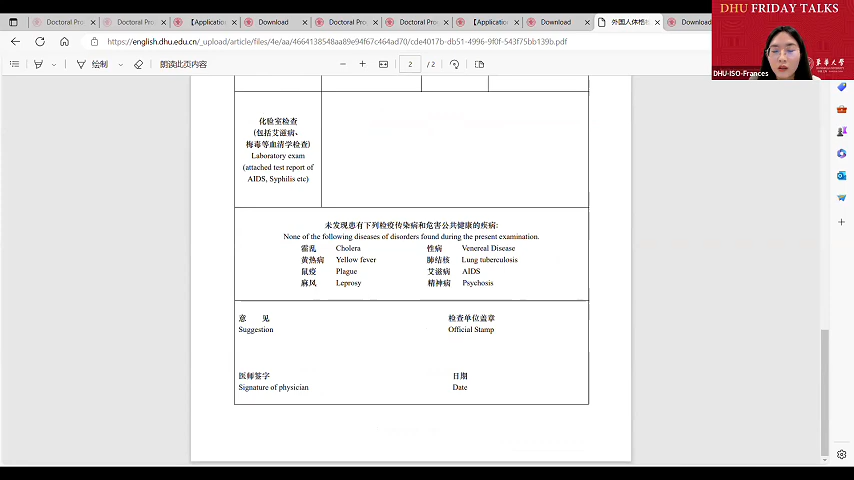 Doctoral Pro
Doctoral Pro
【Application
Download
Doctoral Pro
Doctoral Pro
【Application
Download
外国人体格检
Download
DHU FRIDAY TALKS
https://english.dhu.edu.cn/_upload/article/files/4e/aa/4664138548aa89e94f67c464ad70/cde4017b-db51-4996-9f0f-543f75bb139b.pdf
绘制
朗读此页内容
2
/ 2
DHU-ISO-Frances
東華大學
化验室检查
(包括艾滋病、
梅毒等血清学检查)
Laboratory exam
(attached test report of
AIDS, Syphilis etc)
未发现患有下列检疫传染病和危害公共健康的疾病:
None of the following diseases of disorders found during the present examination.
霍乱 Cholera 性病 Venereal Disease
黄热病 Yellow fever 肺结核 Lung tuberculosis
鼠疫 Plague 艾滋病 AIDS
麻风 Leprosy 精神病 Psychosis
意 见 检查单位盖章
Suggestion Official Stamp
医师签字 日期
Signature of physician Date